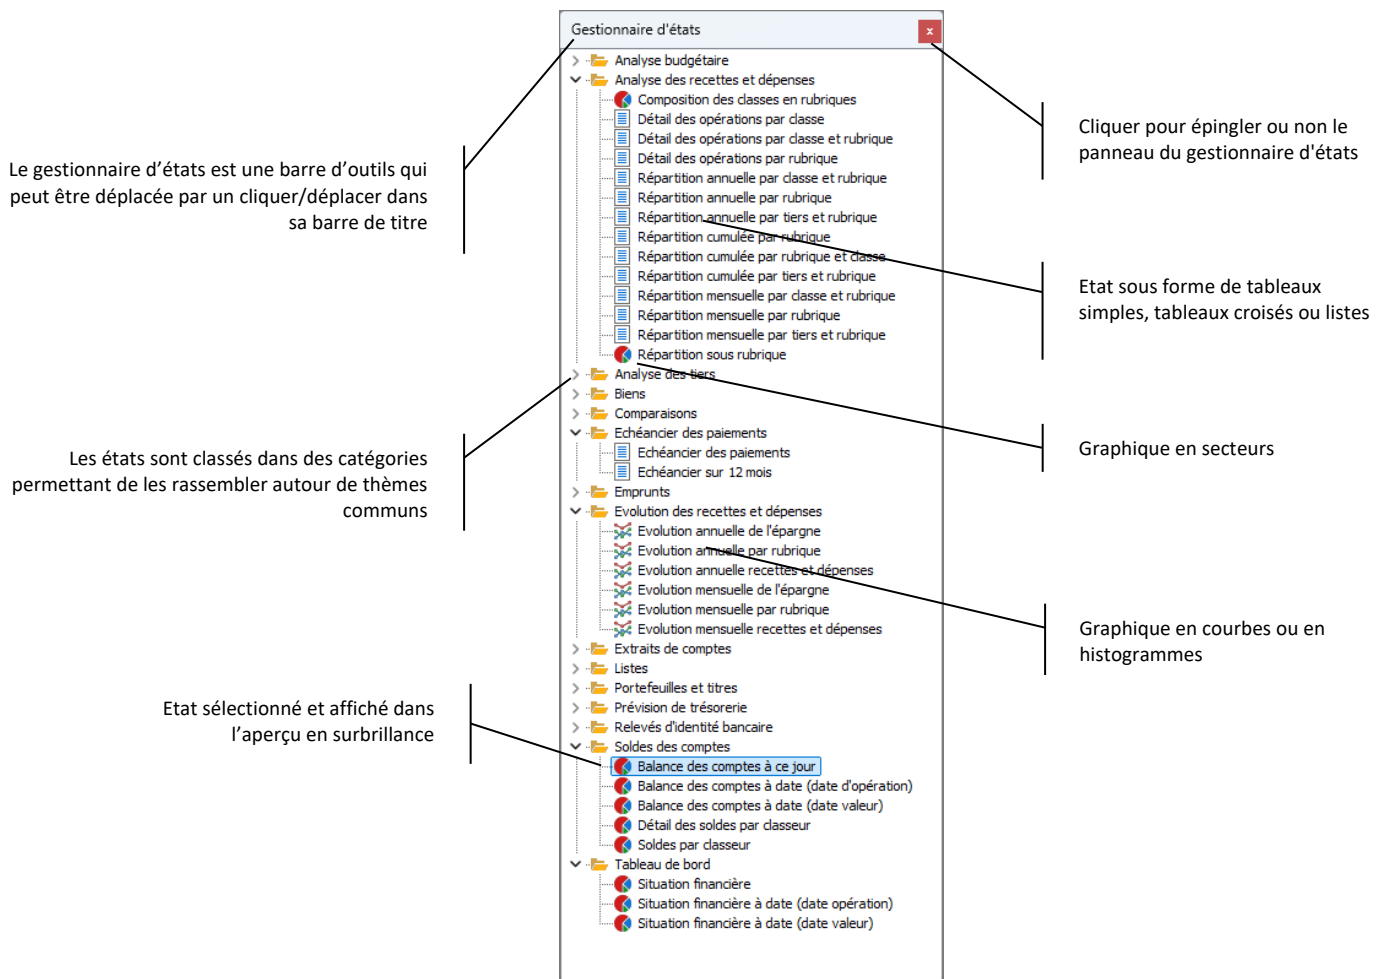 Gestionnaire d'états
x
Analyse budgétaire
Analyse des recettes et dépenses
Composition des classes en rubriques
Détail des opérations par classe
Détail des opérations par classe et rubrique
Détail des opérations par rubrique
Répartition annuelle par classe et rubrique
Répartition annuelle par rubrique
Répartition annuelle par tiers et rubrique
Répartition cumulée par rubrique
Répartition cumulée par rubrique et classe
Répartition cumulée par tiers et rubrique
Répartition mensuelle par classe et rubrique
Répartition mensuelle par rubrique
Répartition mensuelle par tiers et rubrique
Répartition sous rubrique
Analyse des tiers
Biens
Comparaisons
Echéancier des paiements
Echéancier des paiements
Echéancier sur 12 mois
Emprunts
Evolution des recettes et dépenses
Evolution annuelle de l'épargne
Evolution annuelle par rubrique
Evolution annuelle recettes et dépenses
Evolution mensuelle de l'épargne
Evolution mensuelle par rubrique
Evolution mensuelle recettes et dépenses
Extraits de comptes
Listes
Portefeuilles et titres
Prévision de trésorerie
Relevés d'identité bancaire
Soldes des comptes
Balance des comptes à ce jour
Balance des comptes à date (date d'opération)
Balance des comptes à date (date valeur)
Détail des soldes par classeur
Soldes par classeur
Tableau de bord
Situation financière
Situation financière à date (date opération)
Situation financière à date (date valeur)
Le gestionnaire d’états est une barre d’outils qui
peut être déplacée par un cliquer/déplacer dans
sa barre de titre
Les états sont classés dans des catégories
permettant de les rassembler autour de thèmes
communs
Etat sélectionné et affiché dans
l’aperçu en surbrillance
Cliquer pour épingler ou non le
panneau du gestionnaire d'états
Etat sous forme de tableaux
simples, tableaux croisés ou listes
Graphique en secteurs
Graphique en courbes ou en
histogrammes